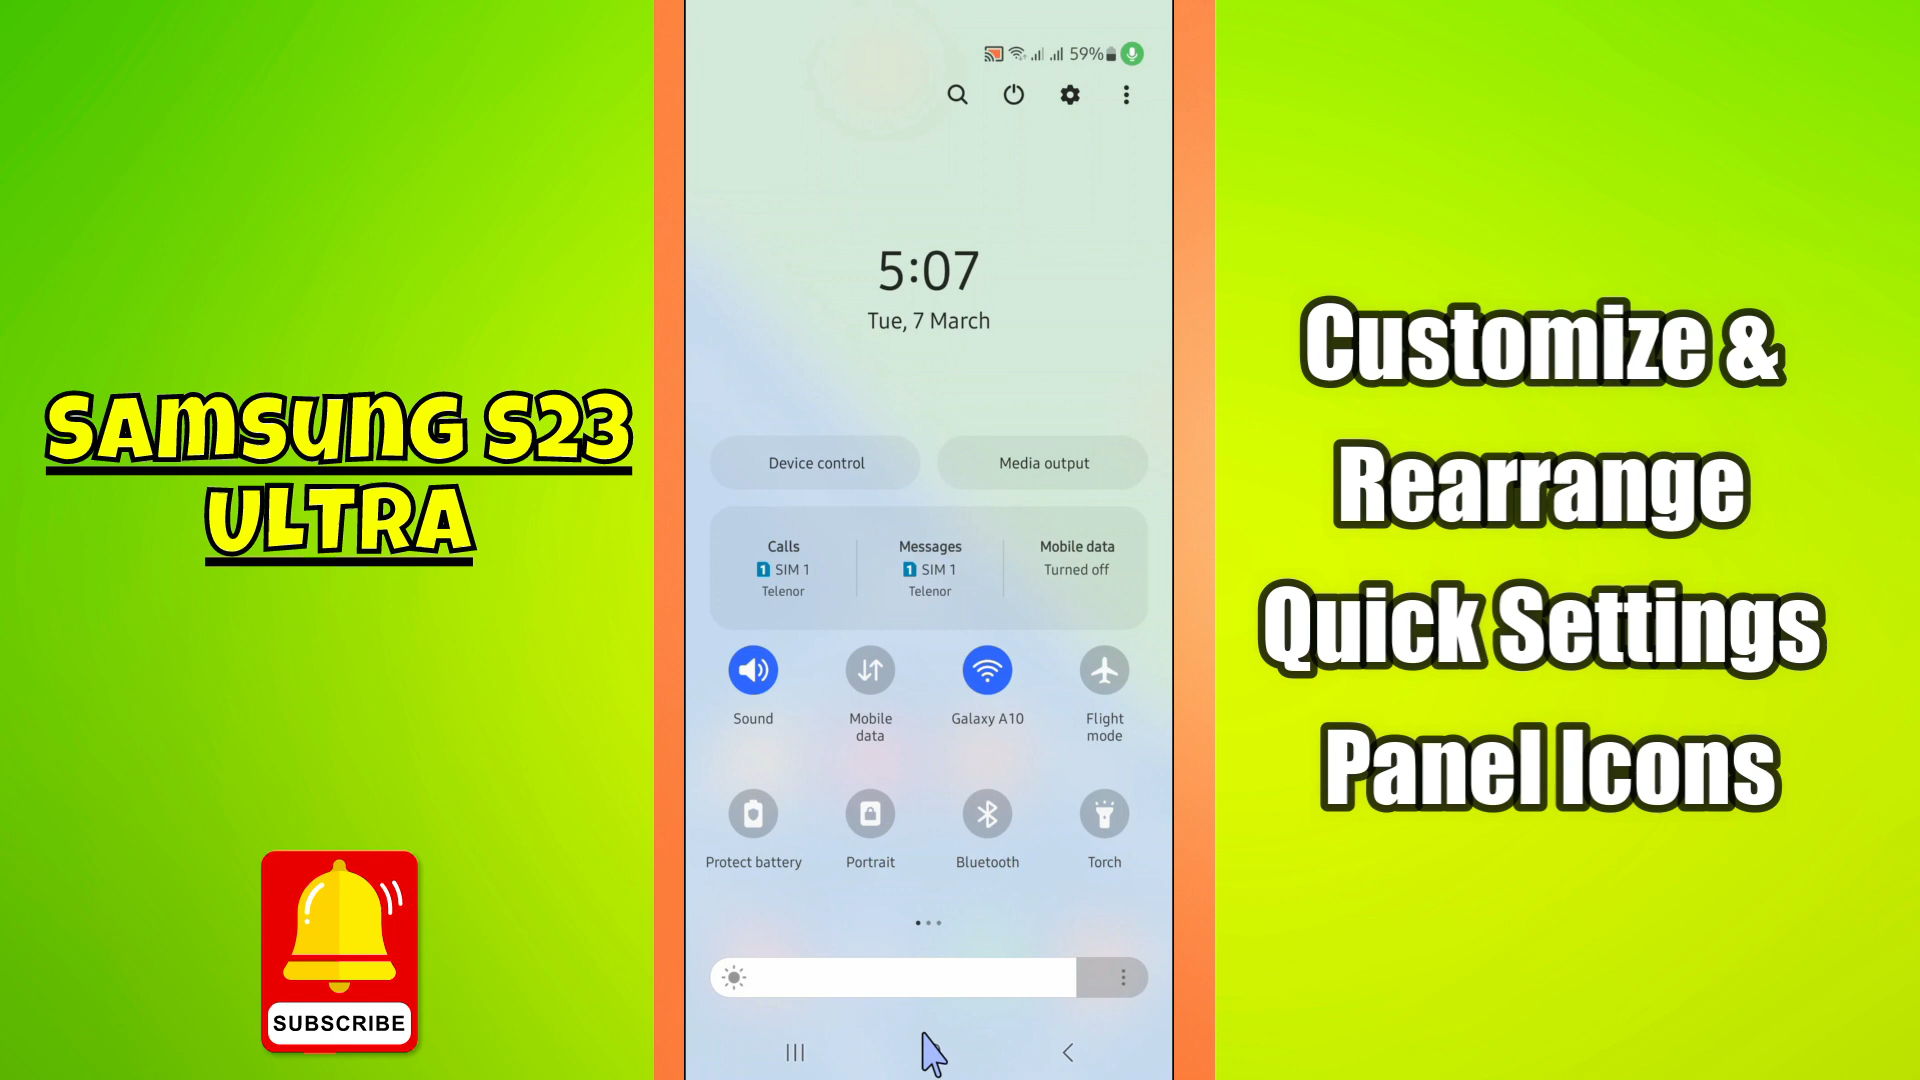 SAMSUNG S23
ULTRA
SUBSCRIBE
59%
5:07
Tue, 7 March
Device control
Media output
Calls
1 SIM 1
Telenor
Messages
1 SIM 1
Telenor
Mobile data
Turned off
Sound
Mobile
data
Galaxy A10
Flight
mode
Protect battery
Portrait
Bluetooth
Torch
Customize &
Rearrange
Quick Settings
Panel Icons